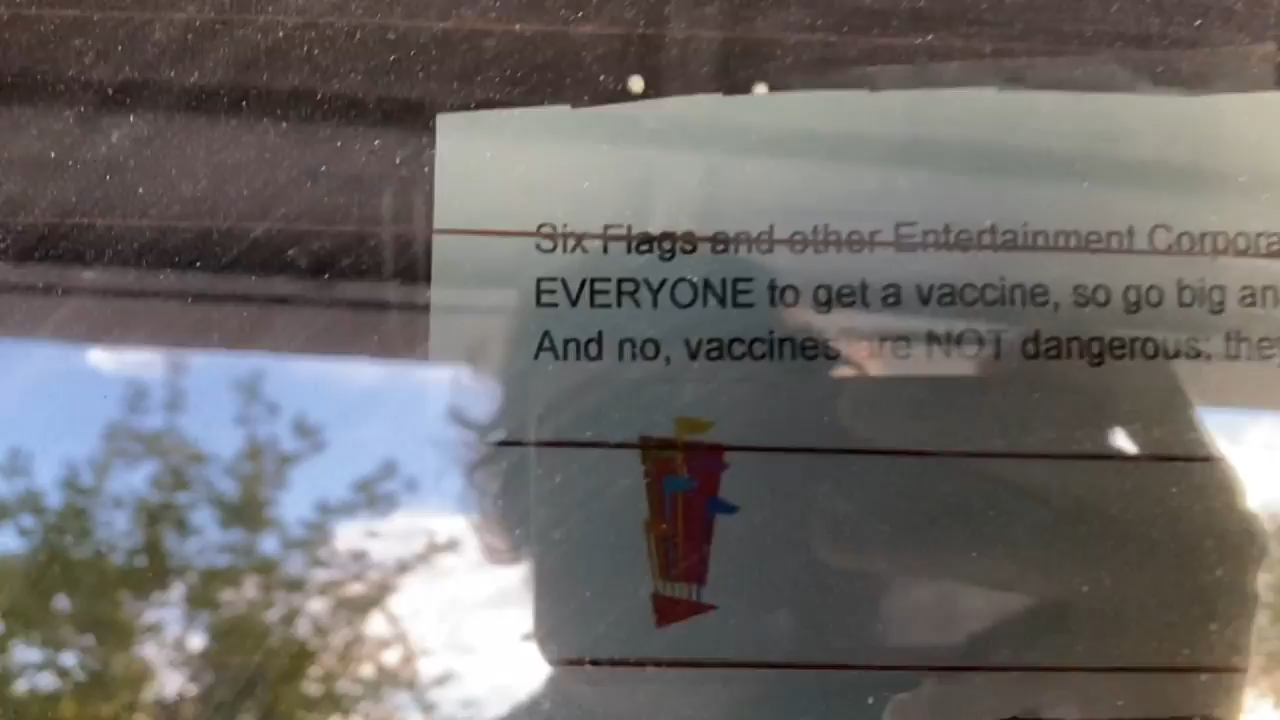 Six Flags and other Entertainment Corpora
EVERYONE to get a vaccine, so go big an
And no, vaccines are NOT dangerous: they